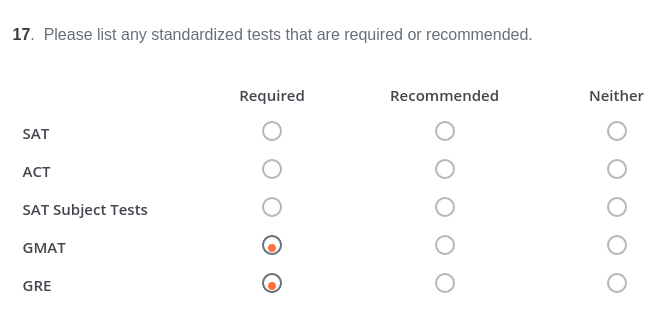 17. Please list any standardized tests that are required or recommended.
Required Recommended Neither
SAT
ACT
SAT Subject Tests
GMAT
GRE